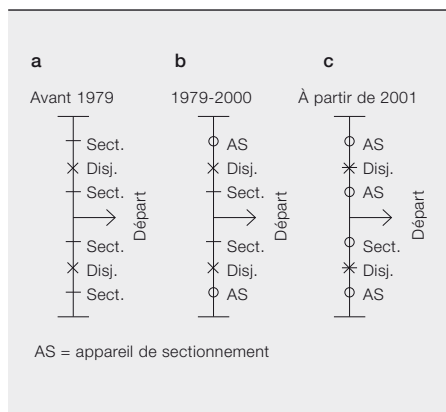 a
Avant 1979
Sect.
Disj.
Sect.
Départ
Sect.
Disj.
Sect.
b
1979-2000
AS
Disj.
Sect.
Départ
Sect.
Disj.
AS
c
À partir de 2001
AS
Disj.
AS
Départ
Sect.
Disj.
AS
AS = appareil de sectionnement